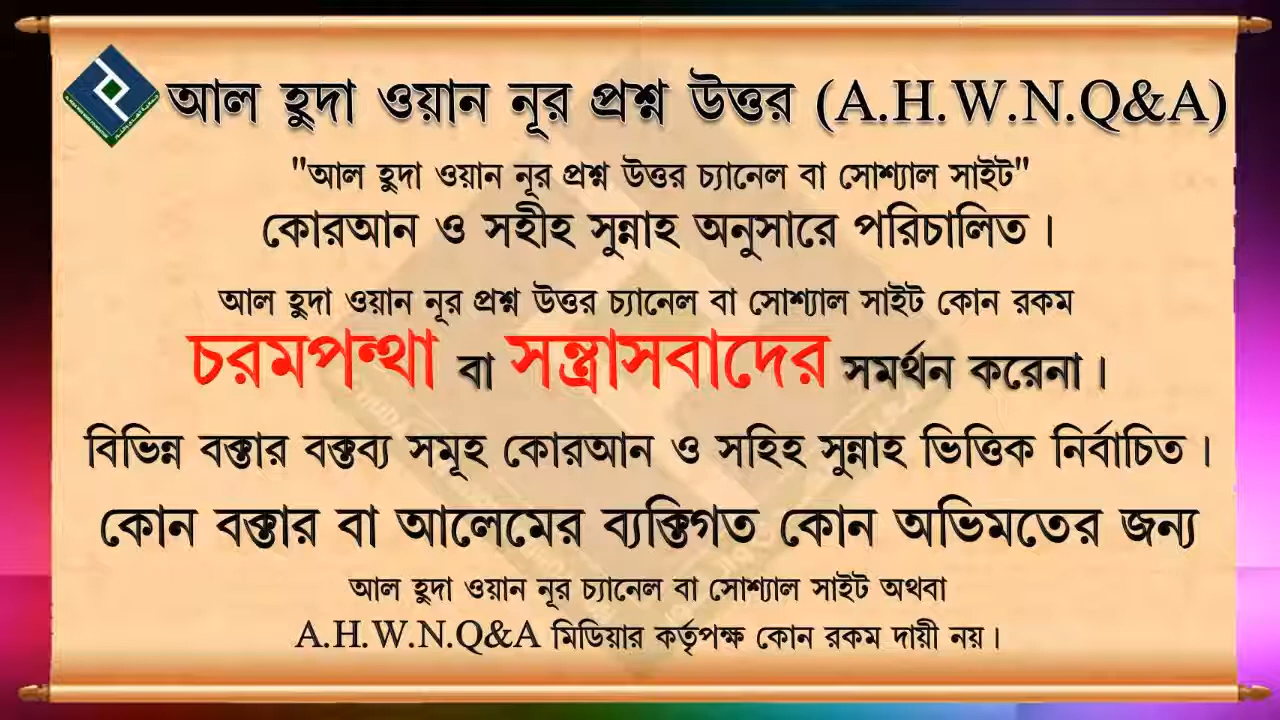 আল হুদা ওয়ান নূর প্রশ্ন উত্তর (A.H.W.N.Q&A)
"আল হুদা ওয়ান নূর প্রশ্ন উত্তর চ্যানেল বা সোশ্যাল সাইট"
কোরআন ও সহীহ সুন্নাহ অনুসারে পরিচালিত।
আল হুদা ওয়ান নূর প্রশ্ন উত্তর চ্যানেল বা সোশ্যাল সাইট কোন রকম
চরমপন্থা বা সন্ত্রাসবাদের সমর্থন করেনা।
বিভিন্ন বক্তার বক্তব্য সমূহ কোরআন ও সহিহ সুন্নাহ ভিত্তিক নির্বাচিত।
কোন বক্তার বা আলেমের ব্যক্তিগত কোন অভিমতের জন্য
আল হুদা ওয়ান নূর চ্যানেল বা সোশ্যাল সাইট অথবা
A.H.W.N.Q&A মিডিয়ার কর্তৃপক্ষ কোন রকম দায়ী নয়।